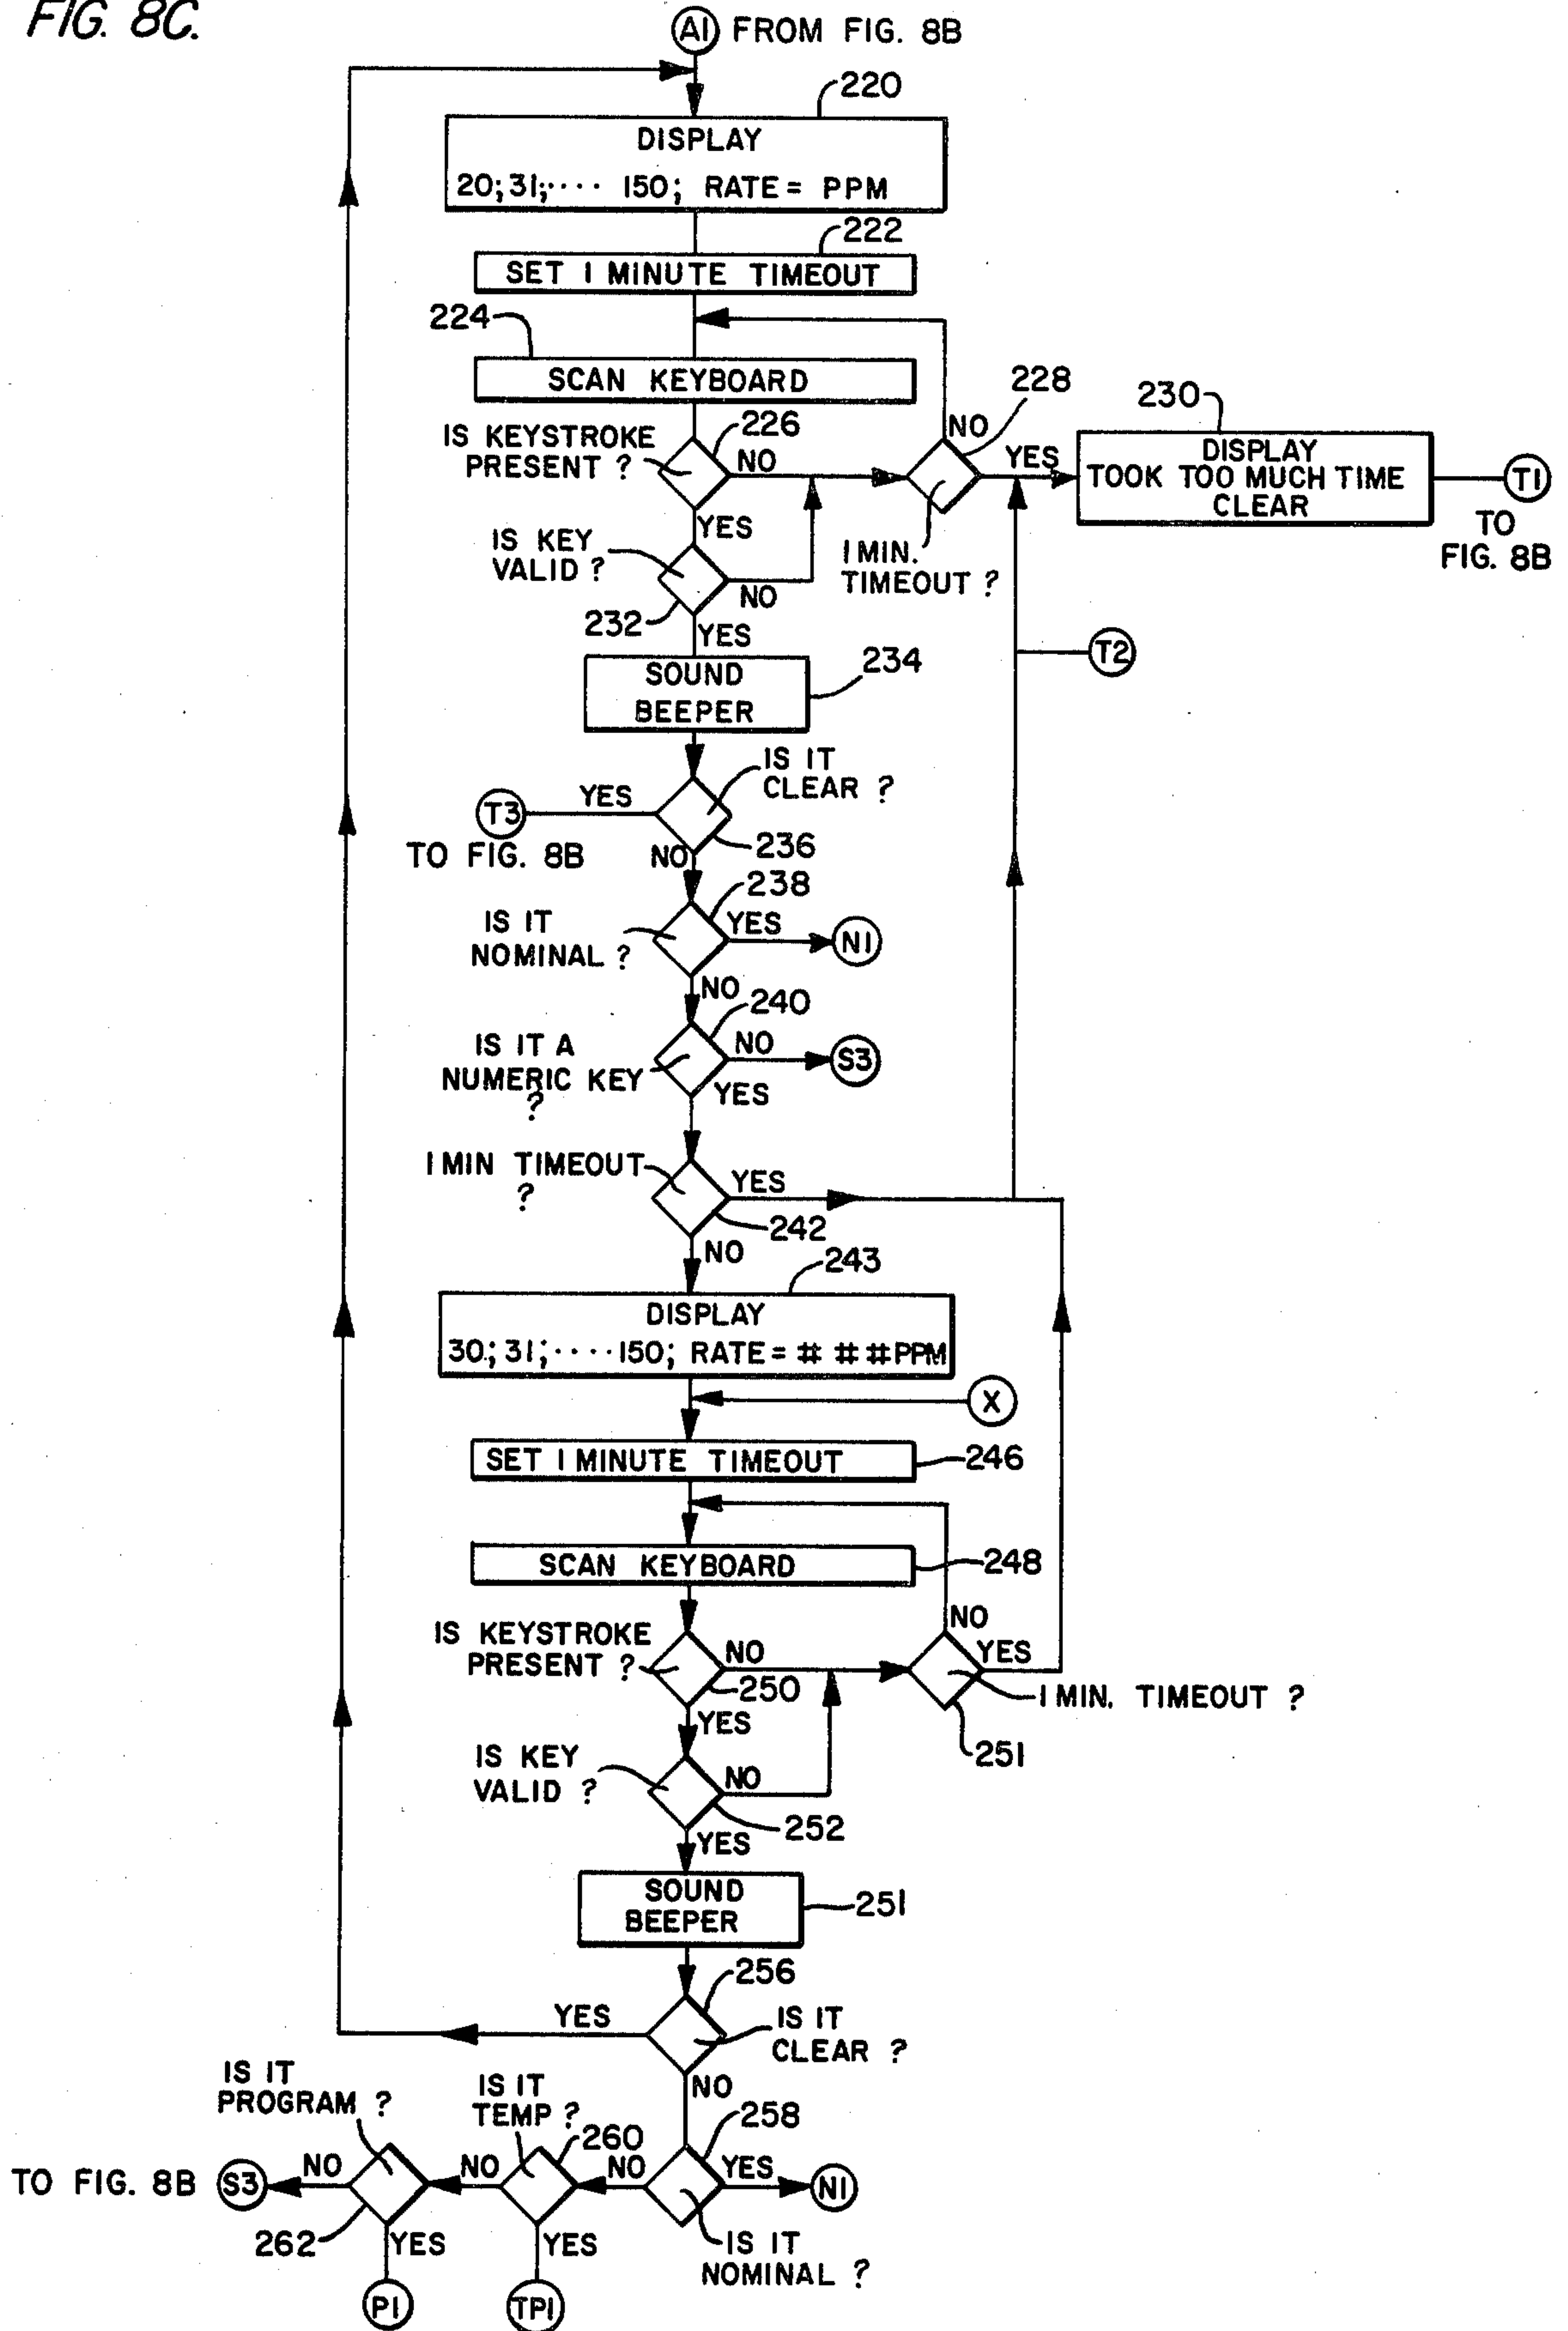 FIG. 8C.
A1 FROM FIG. 8B
220
DISPLAY
20; 31; ···· 150; RATE = PPM
222
SET 1 MINUTE TIMEOUT
224
SCAN KEYBOARD
IS KEYSTROKE
PRESENT ?
226
NO
YES
228
NO
YES
1 MIN.
TIMEOUT ?
230
DISPLAY
TOOK TOO MUCH TIME
CLEAR
T1
TO
FIG. 8B
IS KEY
VALID ?
232
NO
YES
T2
SOUND
BEEPER
234
IS IT
CLEAR ?
YES
T3
TO FIG. 8B
236
NO
238
IS IT
NOMINAL ?
YES
N1
NO
240
IS IT A
NUMERIC KEY
?
NO
S3
YES
1 MIN TIMEOUT
?
YES
242
NO
243
DISPLAY
30; 31; ···· 150; RATE = # # # PPM
X
SET 1 MINUTE TIMEOUT
246
SCAN KEYBOARD
248
IS KEYSTROKE
PRESENT ?
NO
250
YES
NO
YES
1 MIN. TIMEOUT ?
251
IS KEY
VALID ?
NO
252
YES
SOUND
BEEPER
251
256
YES
IS IT
CLEAR ?
NO
IS IT
PROGRAM ?
IS IT
TEMP ?
258
260
TO FIG. 8B S3 NO NO NO YES N1
262
YES
YES
IS IT
NOMINAL ?
P1
TP1